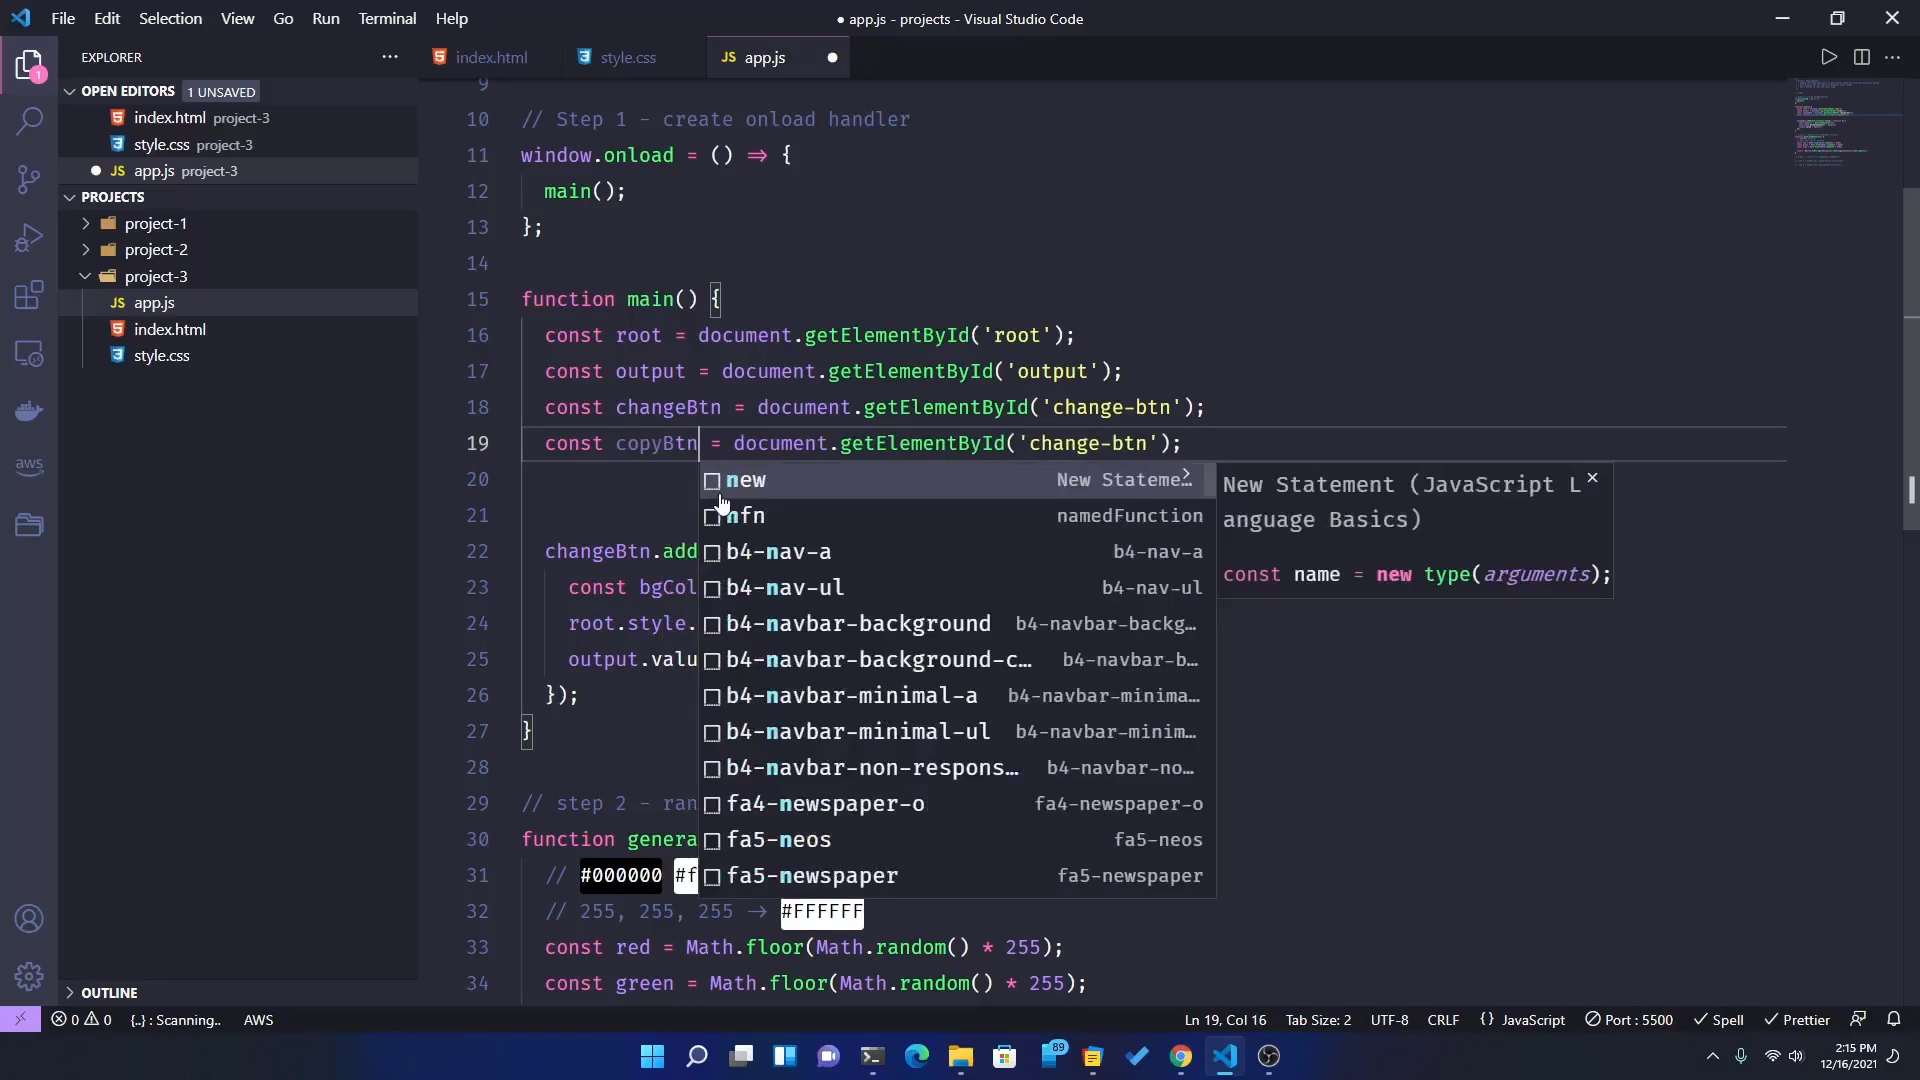 File Edit Selection View Go Run Terminal Help
● app.js - projects - Visual Studio Code
EXPLORER
OPEN EDITORS 1 UNSAVED
index.html project-3
style.css project-3
JS app.js project-3
PROJECTS
project-1
project-2
project-3
JS app.js
index.html
style.css
OUTLINE
1
aws
index.html
style.css
JS app.js
9
10 // Step 1 - create onload handler
11 window.onload = () => {
12 main();
13 };
14
15 function main() {
16 const root = document.getElementById('root');
17 const output = document.getElementById('output');
18 const changeBtn = document.getElementById('change-btn');
19 const copyBtn = document.getElementById('change-btn');
20
21
22 changeBtn.add
23 const bgCol
24 root.style.
25 output.valu
26 });
27 }
28
29 // step 2 - ran
30 function genera
31 // #000000 #f
32 // 255, 255, 255 -> #FFFFFF
33 const red = Math.floor(Math.random() * 255);
34 const green = Math.floor(Math.random() * 255);
new New Stateme…
nfn namedFunction
b4-nav-a b4-nav-a
b4-nav-ul b4-nav-ul
b4-navbar-background b4-navbar-backg…
b4-navbar-background-c… b4-navbar-b…
b4-navbar-minimal-a b4-navbar-minima…
b4-navbar-minimal-ul b4-navbar-minim…
b4-navbar-non-respons… b4-navbar-no…
fa4-newspaper-o fa4-newspaper-o
fa5-neos fa5-neos
fa5-newspaper fa5-newspaper
New Statement (JavaScript L
anguage Basics)
const name = new type(arguments);
0 0 {..} : Scanning.. AWS
Ln 19, Col 16 Tab Size: 2 UTF-8 CRLF {} JavaScript Port : 5500 Spell Prettier
89
2:15 PM
12/16/2021